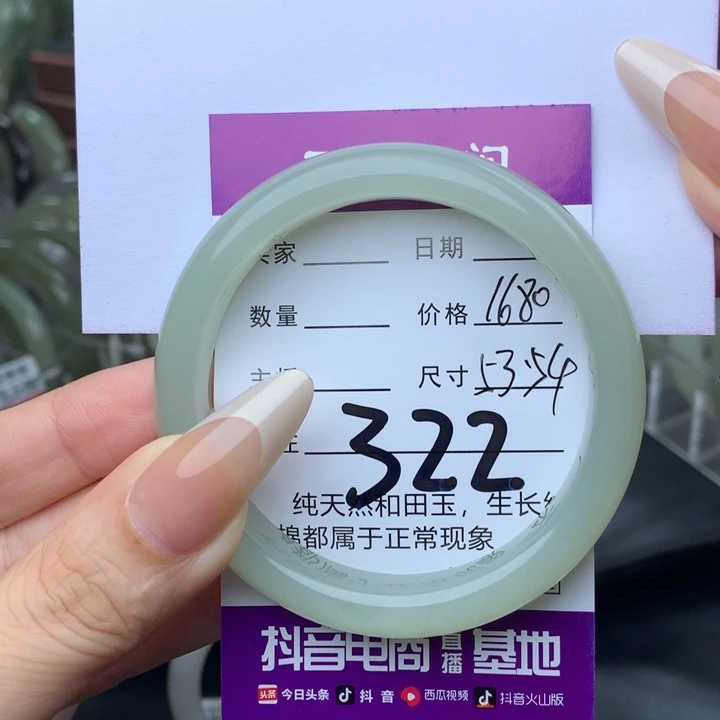 家 日期
数量 价格 1680
尺寸 53·54
322
纯天然和田玉，生长
棉都属于正常现象
抖音电商 直播 基地
头条 今日头条 抖音 西瓜视频 抖音火山版